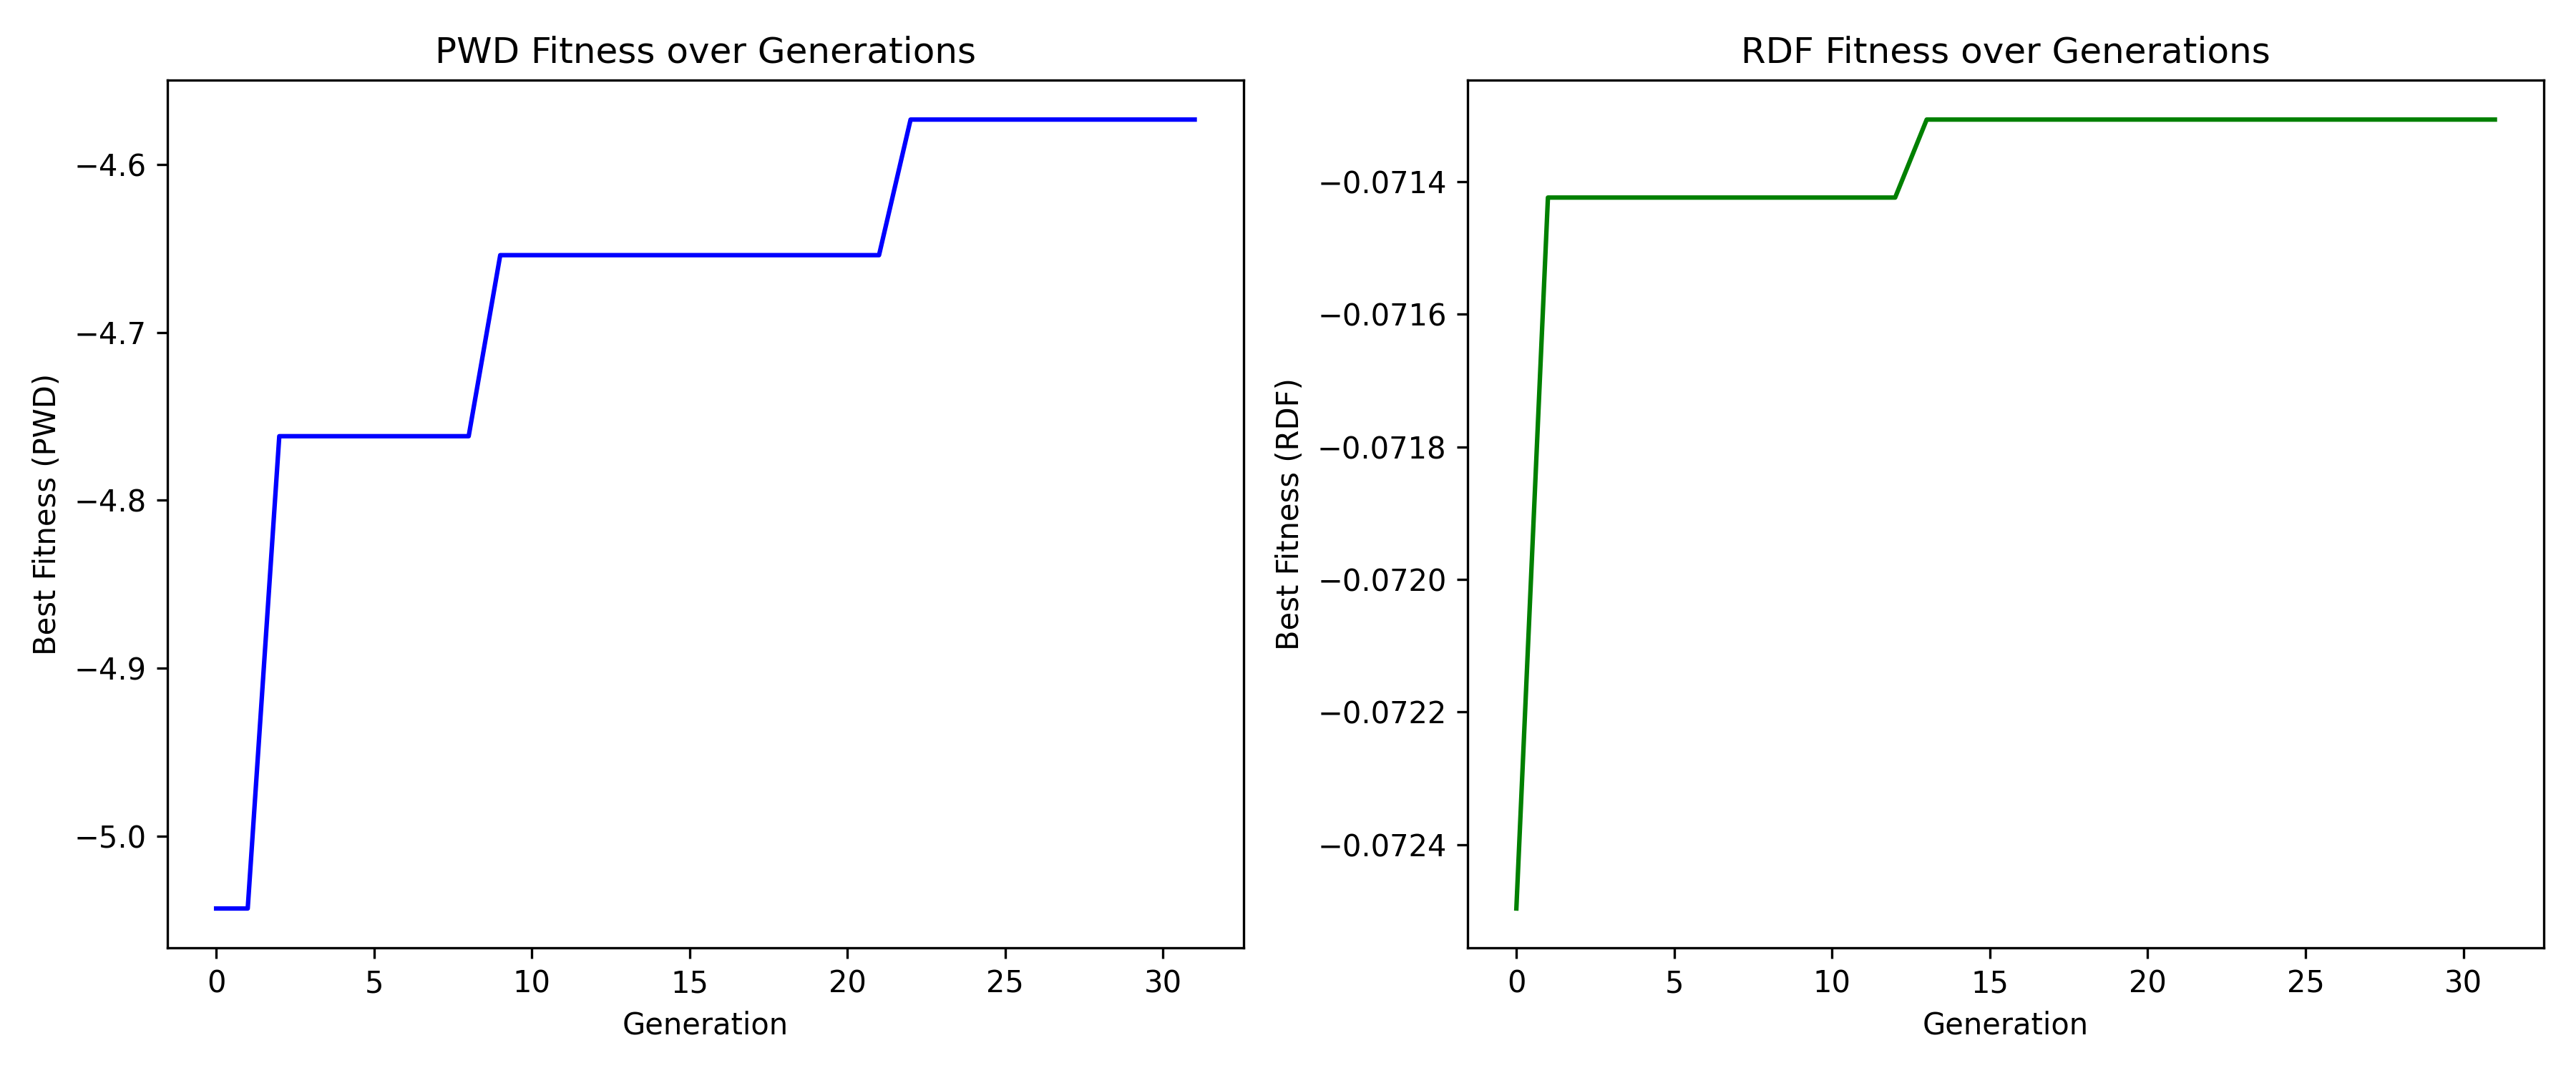 PWD Fitness over Generations
Best Fitness (PWD)
−4.6
−4.7
−4.8
−4.9
−5.0
0 5 10 15 20 25 30
Generation
RDF Fitness over Generations
Best Fitness (RDF)
−0.0714
−0.0716
−0.0718
−0.0720
−0.0722
−0.0724
0 5 10 15 20 25 30
Generation